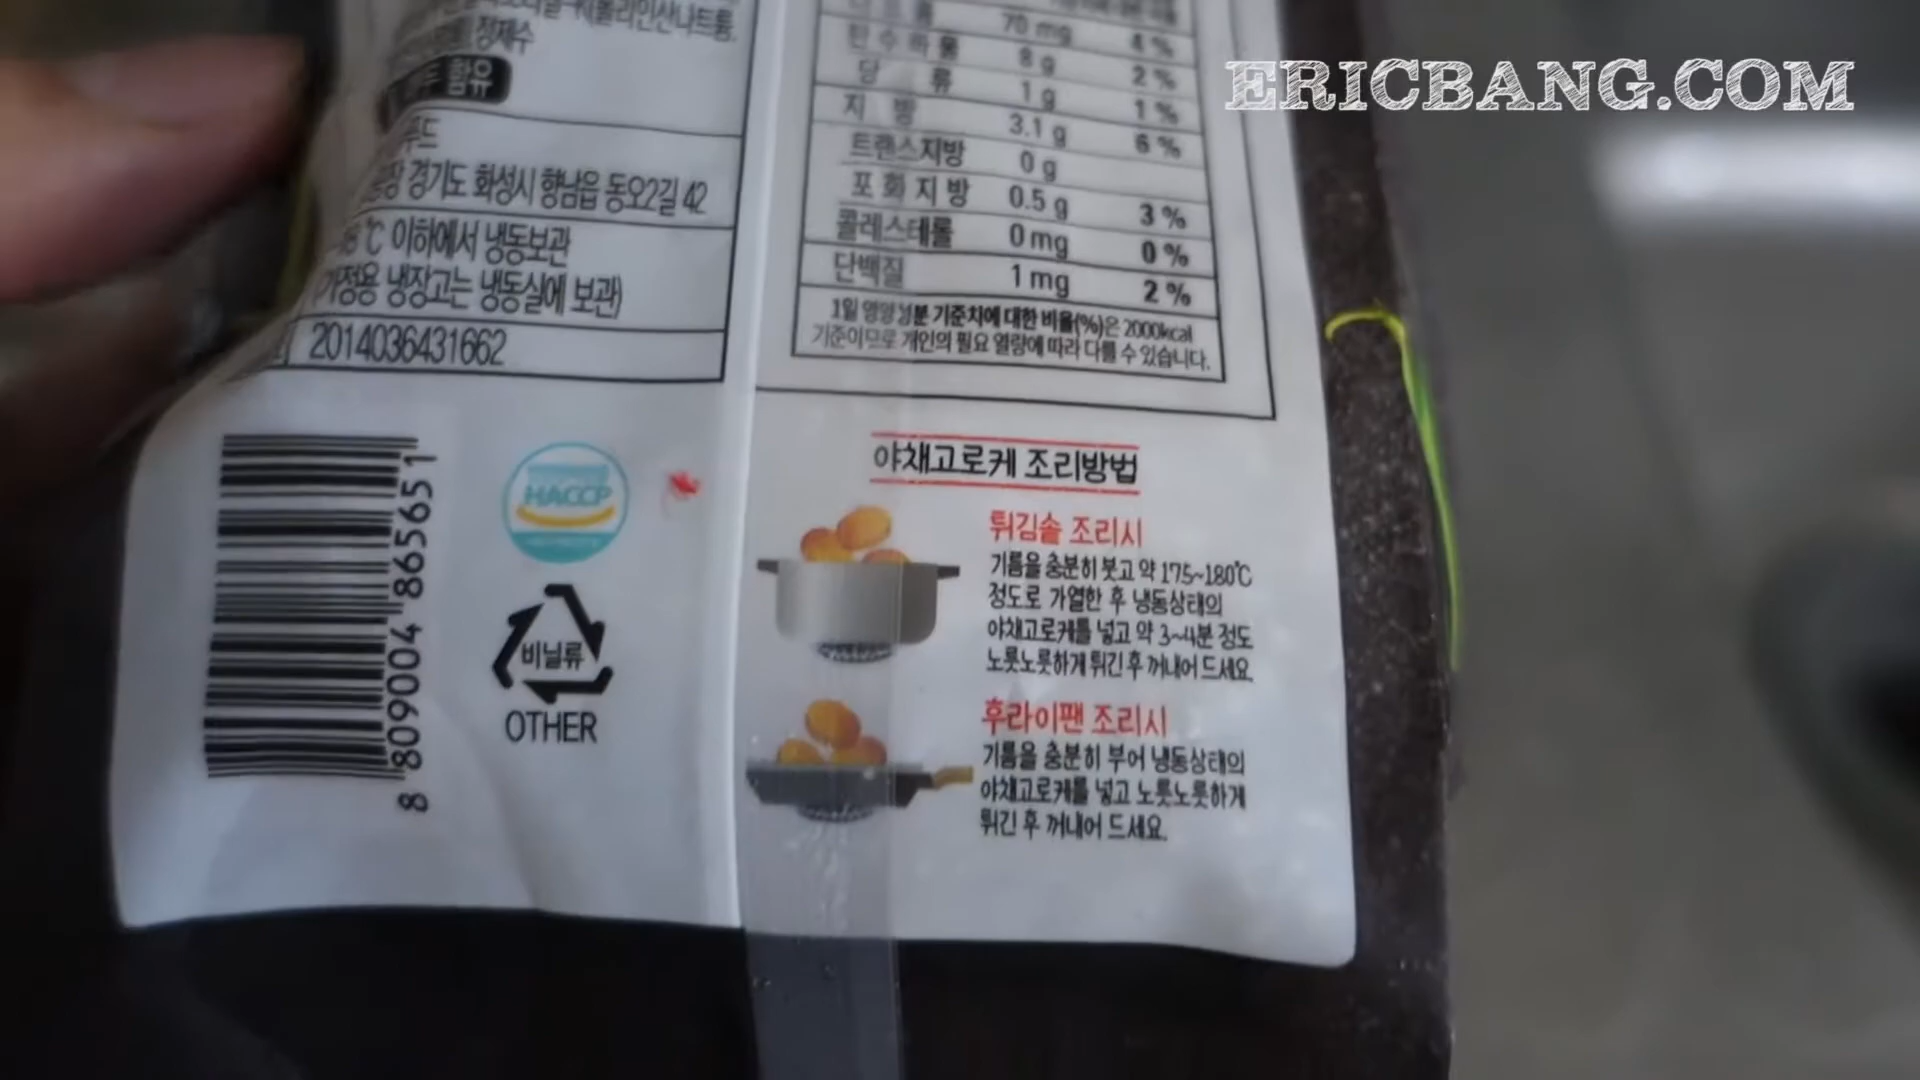 정제수
함유
푸드
경기도 화성시 향남읍 동오2길 42
℃ 이하에서 냉동보관
(가정용 냉장고는 냉동실에 보관)
2014036431662
70 mg 4 %
탄수화물 8 g 2 %
당 류 1 g 1 %
지 방 3.1 g 6 %
트랜스지방 0 g
포화지방 0.5 g 3 %
콜레스테롤 0 mg 0 %
단백질 1 mg 2 %
1일 영양성분 기준치에 대한 비율(%)은 2000kcal
기준이므로 개인의 필요 열량에 따라 다를 수 있습니다.
ERICBANG.COM
8 809004 865651
HACCP
비닐류
OTHER
야채고로케 조리방법
튀김솥 조리시
기름을 충분히 붓고 약 175~180℃
정도로 가열한 후 냉동상태의
야채고로케를 넣고 약 3~4분 정도
노릇노릇하게 튀긴 후 꺼내어 드세요.
후라이팬 조리시
기름을 충분히 부어 냉동상태의
야채고로케를 넣고 노릇노릇하게
튀긴 후 꺼내어 드세요.